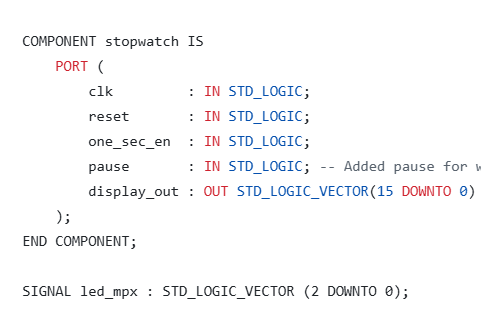 COMPONENT stopwatch IS
    PORT (
        clk         : IN STD_LOGIC;
        reset       : IN STD_LOGIC;
        one_sec_en  : IN STD_LOGIC;
        pause       : IN STD_LOGIC; -- Added pause for
        display_out : OUT STD_LOGIC_VECTOR(15 DOWNTO 0)
    );
END COMPONENT;
SIGNAL led_mpx : STD_LOGIC_VECTOR (2 DOWNTO 0);